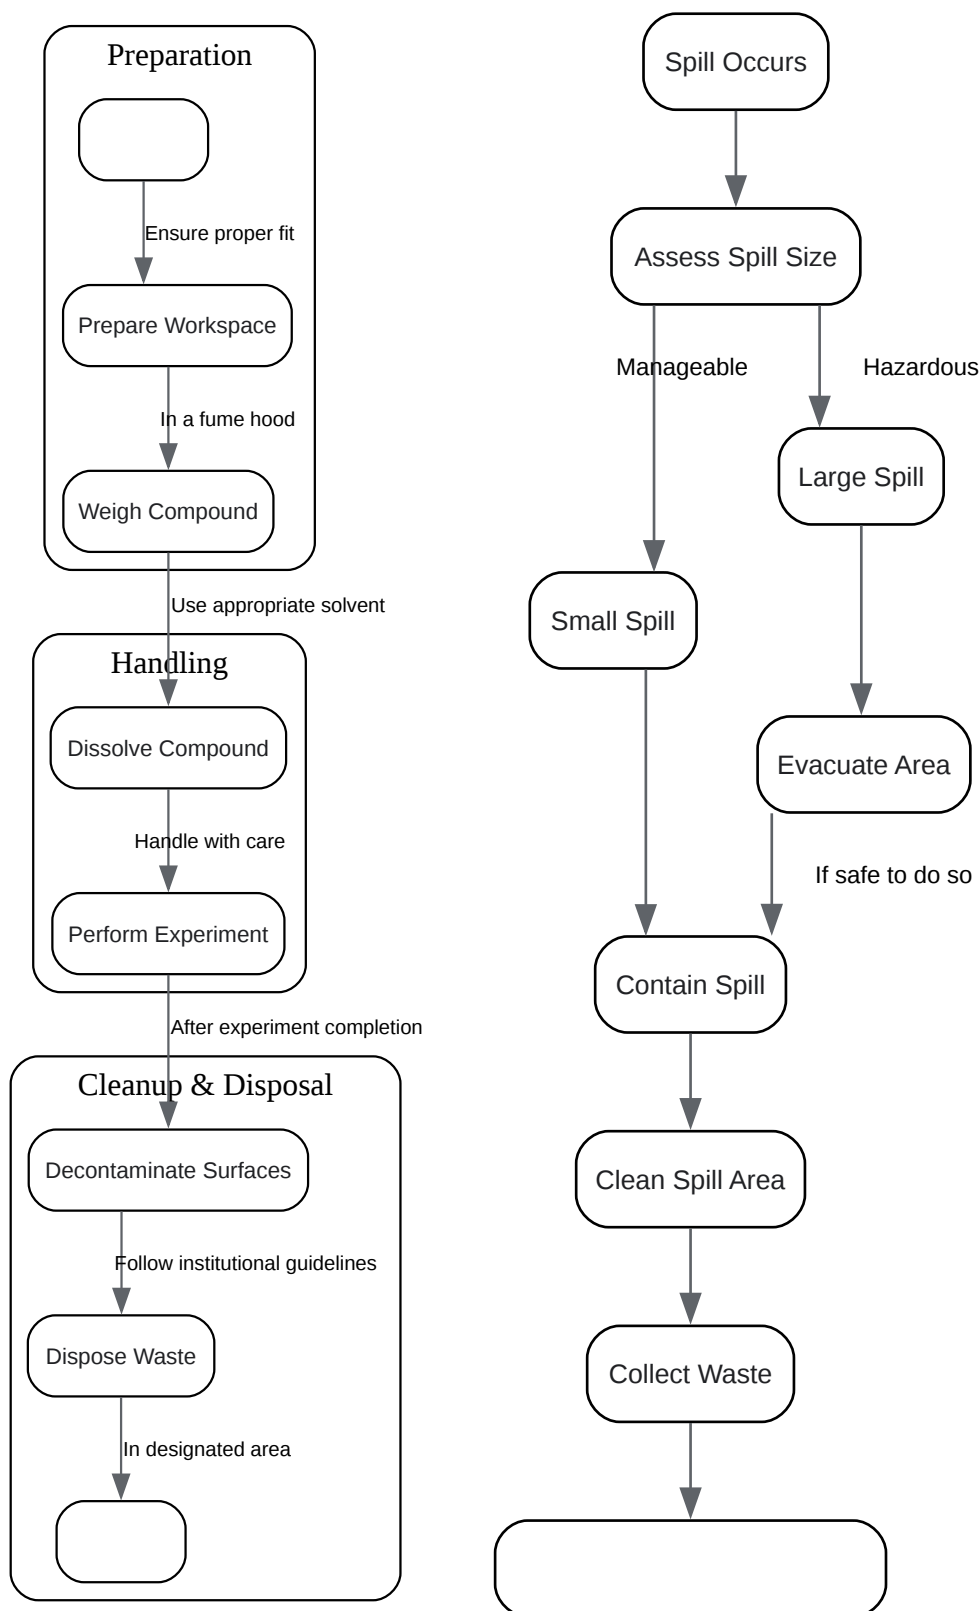 Preparation
Ensure proper fit
Prepare Workspace
In a fume hood
Weigh Compound
Use appropriate solvent
Handling
Dissolve Compound
Handle with care
Perform Experiment
After experiment completion
Cleanup & Disposal
Decontaminate Surfaces
Follow institutional guidelines
Dispose Waste
In designated area
Spill Occurs
Assess Spill Size
Manageable
Hazardous
Large Spill
Small Spill
Evacuate Area
If safe to do so
Contain Spill
Clean Spill Area
Collect Waste